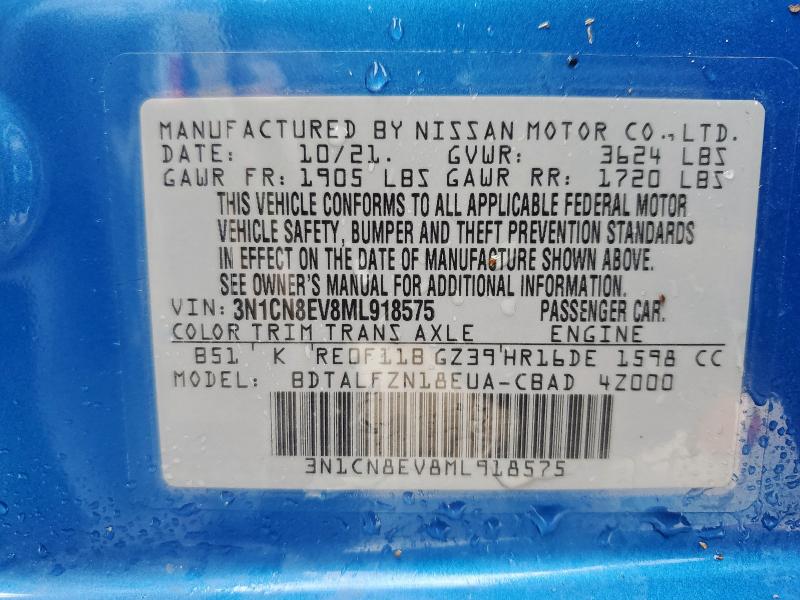 MANUFACTURED BY NISSAN MOTOR CO., LTD.
DATE: 10/21. GVWR: 3624 LBS
GAWR FR: 1905 LBS GAWR RR: 1720 LBS
THIS VEHICLE CONFORMS TO ALL APPLICABLE FEDERAL MOTOR
VEHICLE SAFETY, BUMPER AND THEFT PREVENTION STANDARDS
IN EFFECT ON THE DATE OF MANUFACTURE SHOWN ABOVE.
SEE OWNER'S MANUAL FOR ADDITIONAL INFORMATION.
VIN: 3N1CN8EV8ML918575 PASSENGER CAR.
COLOR TRIM TRANS AXLE ENGINE
B51 K RE0F11B GZ39 HR16DE 1598 CC
MODEL: BDTALFZN18EUA-CBAD 4Z000
3N1CN8EV8ML918575